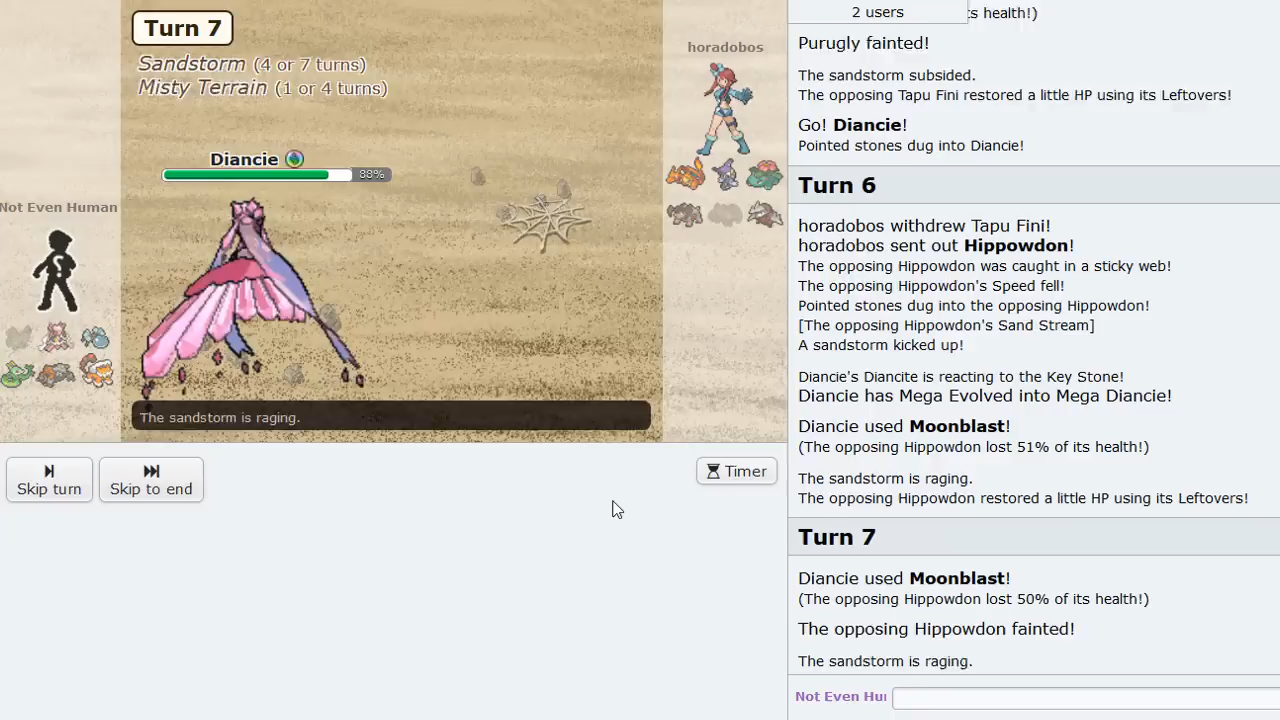 Turn 7
Sandstorm (4 or 7 turns)
Misty Terrain (1 or 4 turns)
Diancie
88%
Not Even Human
horadobos
The sandstorm is raging.
Skip turn
Skip to end
Timer
2 users
s health!)
Purugly fainted!
The sandstorm subsided.
The opposing Tapu Fini restored a little HP using its Leftovers!
Go! Diancie!
Pointed stones dug into Diancie!
Turn 6
horadobos withdrew Tapu Fini!
horadobos sent out Hippowdon!
The opposing Hippowdon was caught in a sticky web!
The opposing Hippowdon's Speed fell!
Pointed stones dug into the opposing Hippowdon!
[The opposing Hippowdon's Sand Stream]
A sandstorm kicked up!
Diancie's Diancite is reacting to the Key Stone!
Diancie has Mega Evolved into Mega Diancie!
Diancie used Moonblast!
(The opposing Hippowdon lost 51% of its health!)
The sandstorm is raging.
The opposing Hippowdon restored a little HP using its Leftovers!
Turn 7
Diancie used Moonblast!
(The opposing Hippowdon lost 50% of its health!)
The opposing Hippowdon fainted!
The sandstorm is raging.
Not Even Hu